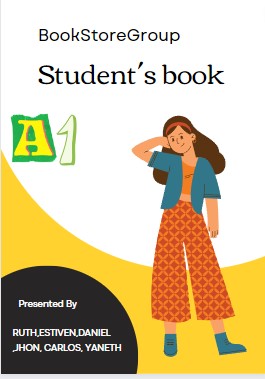 BookStoreGroup
Student´s book
A1
Presented By
RUTH,ESTIVEN,DANIEL
,JHON, CARLOS, YANETH